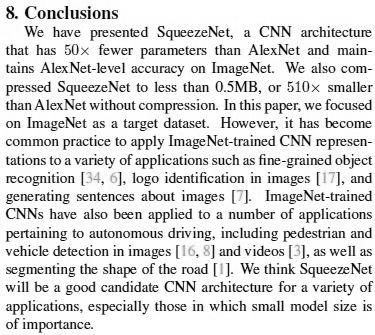 8. Conclusions
We have presented SqueezeNet, a CNN architecture
that has 50× fewer parameters than AlexNet and main-
tains AlexNet-level accuracy on ImageNet. We also com-
pressed SqueezeNet to less than 0.5MB, or 510× smaller
than AlexNet without compression. In this paper, we focused
on ImageNet as a target dataset. However, it has become
common practice to apply ImageNet-trained CNN represen-
tations to a variety of applications such as fine-grained object
recognition [34, 6], logo identification in images [17], and
generating sentences about images [7]. ImageNet-trained
CNNs have also been applied to a number of applications
pertaining to autonomous driving, including pedestrian and
vehicle detection in images [16, 8] and videos [3], as well as
segmenting the shape of the road [1]. We think SqueezeNet
will be a good candidate CNN architecture for a variety of
applications, especially those in which small model size is
of importance.